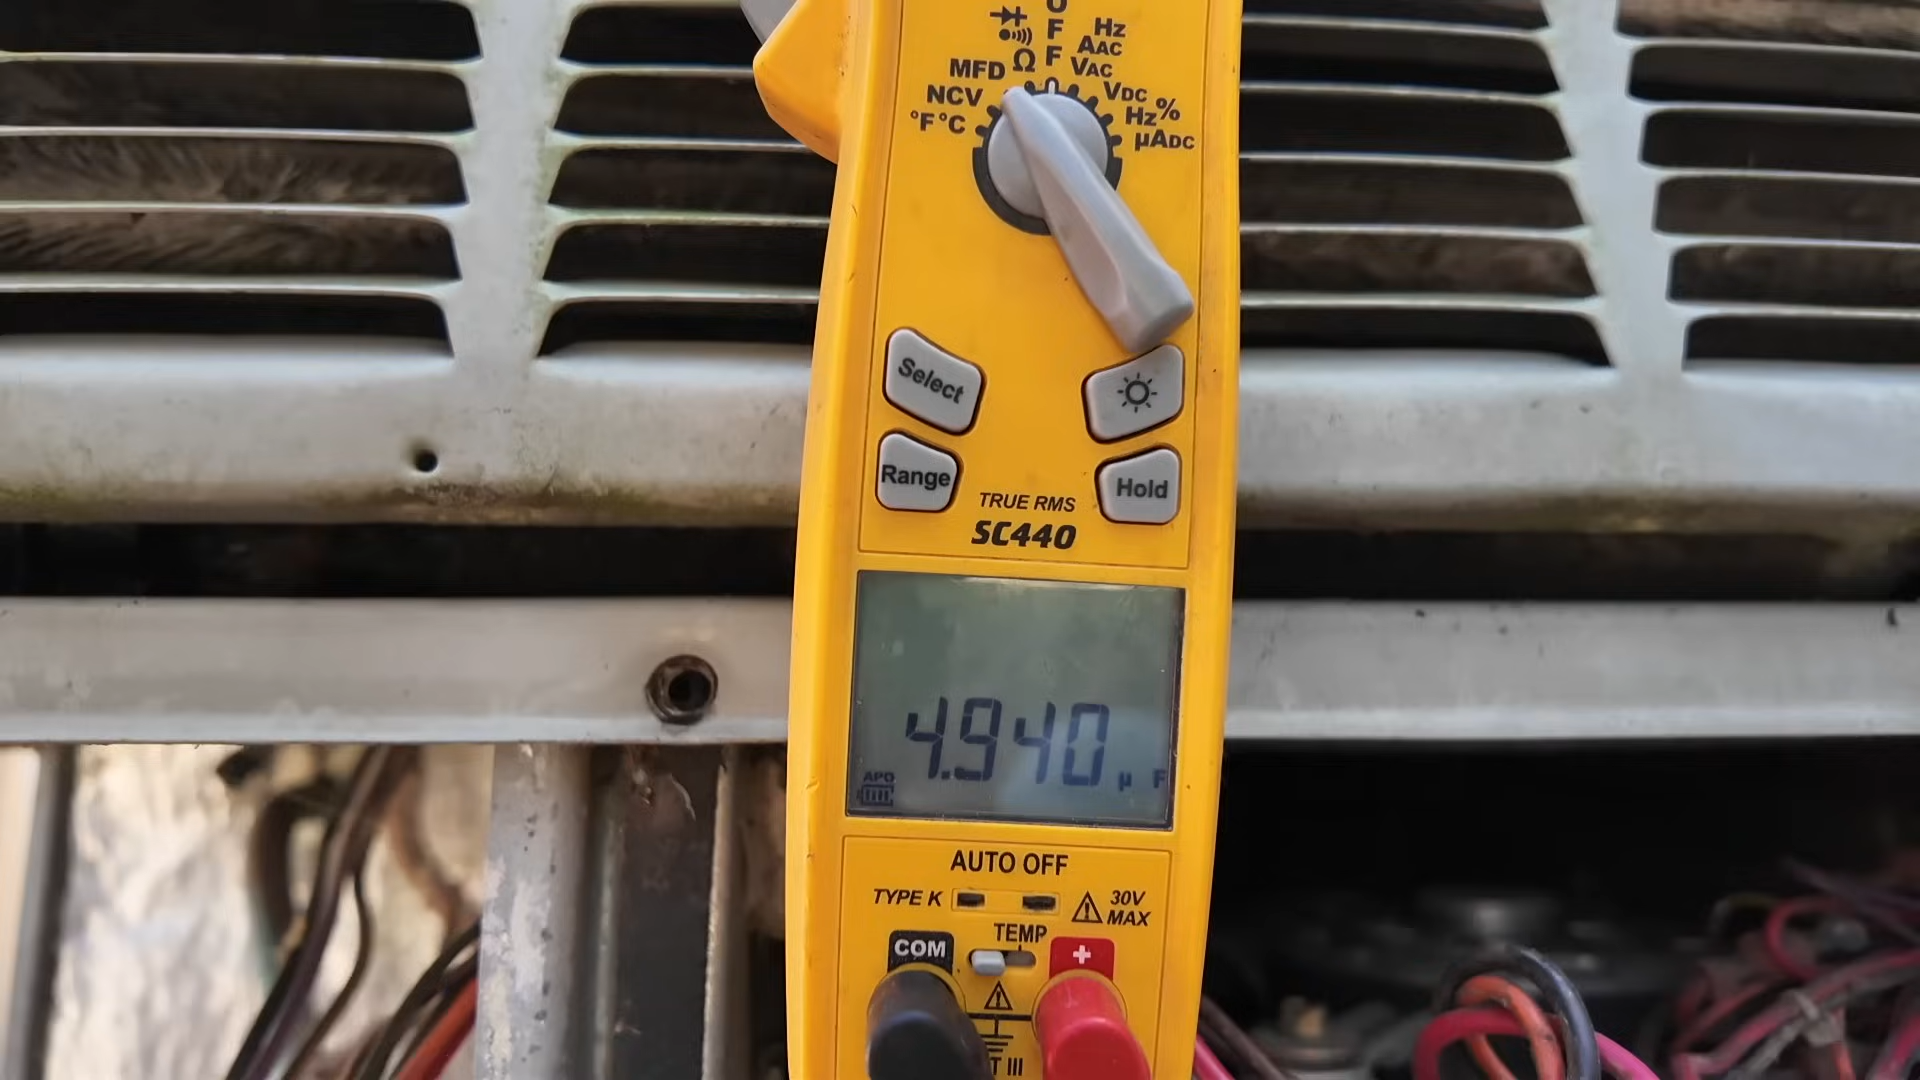 O
F
F
Hz
AAC
Ω
VAC
MFD
NCV
°F°C
VDC
Hz%
µADC
Select
Range
Hold
TRUE RMS
SC440
4.940 µ F
APO
AUTO OFF
TYPE K
30V
MAX
TEMP
COM
+
T III